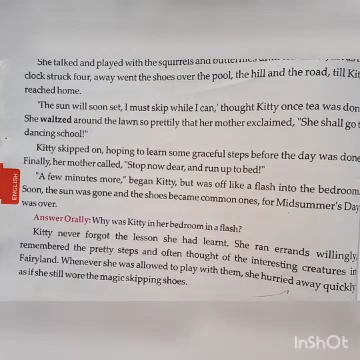 She talked and played with the squirrels and butterflies
clock struck four, away went the shoes over the pool, the hill and the road, till Kit
reached home.
'The sun will soon set, I must skip while I can,' thought Kitty once tea was don
She waltzed around the lawn so prettily that her mother exclaimed, "She shall go
dancing school!"
Kitty skipped on, hoping to learn some graceful steps before the day was done
Finally, her mother called, "Stop now dear, and run up to bed!"
"A few minutes more," began Kitty, but was off like a flash into the bedroom.
Soon, the sun was gone and the shoes became common ones, for Midsummer's Day
was over.
ENGLISH
Answer Orally: Why was Kitty in her bedroom in a flash?
Kitty never forgot the lesson she had learnt. She ran errands willingly,
remembered the pretty steps and often thought of the interesting creatures in
Fairyland. Whenever she was allowed to play with them, she hurried away quickly
as if she still wore the magic skipping shoes.
InShOt